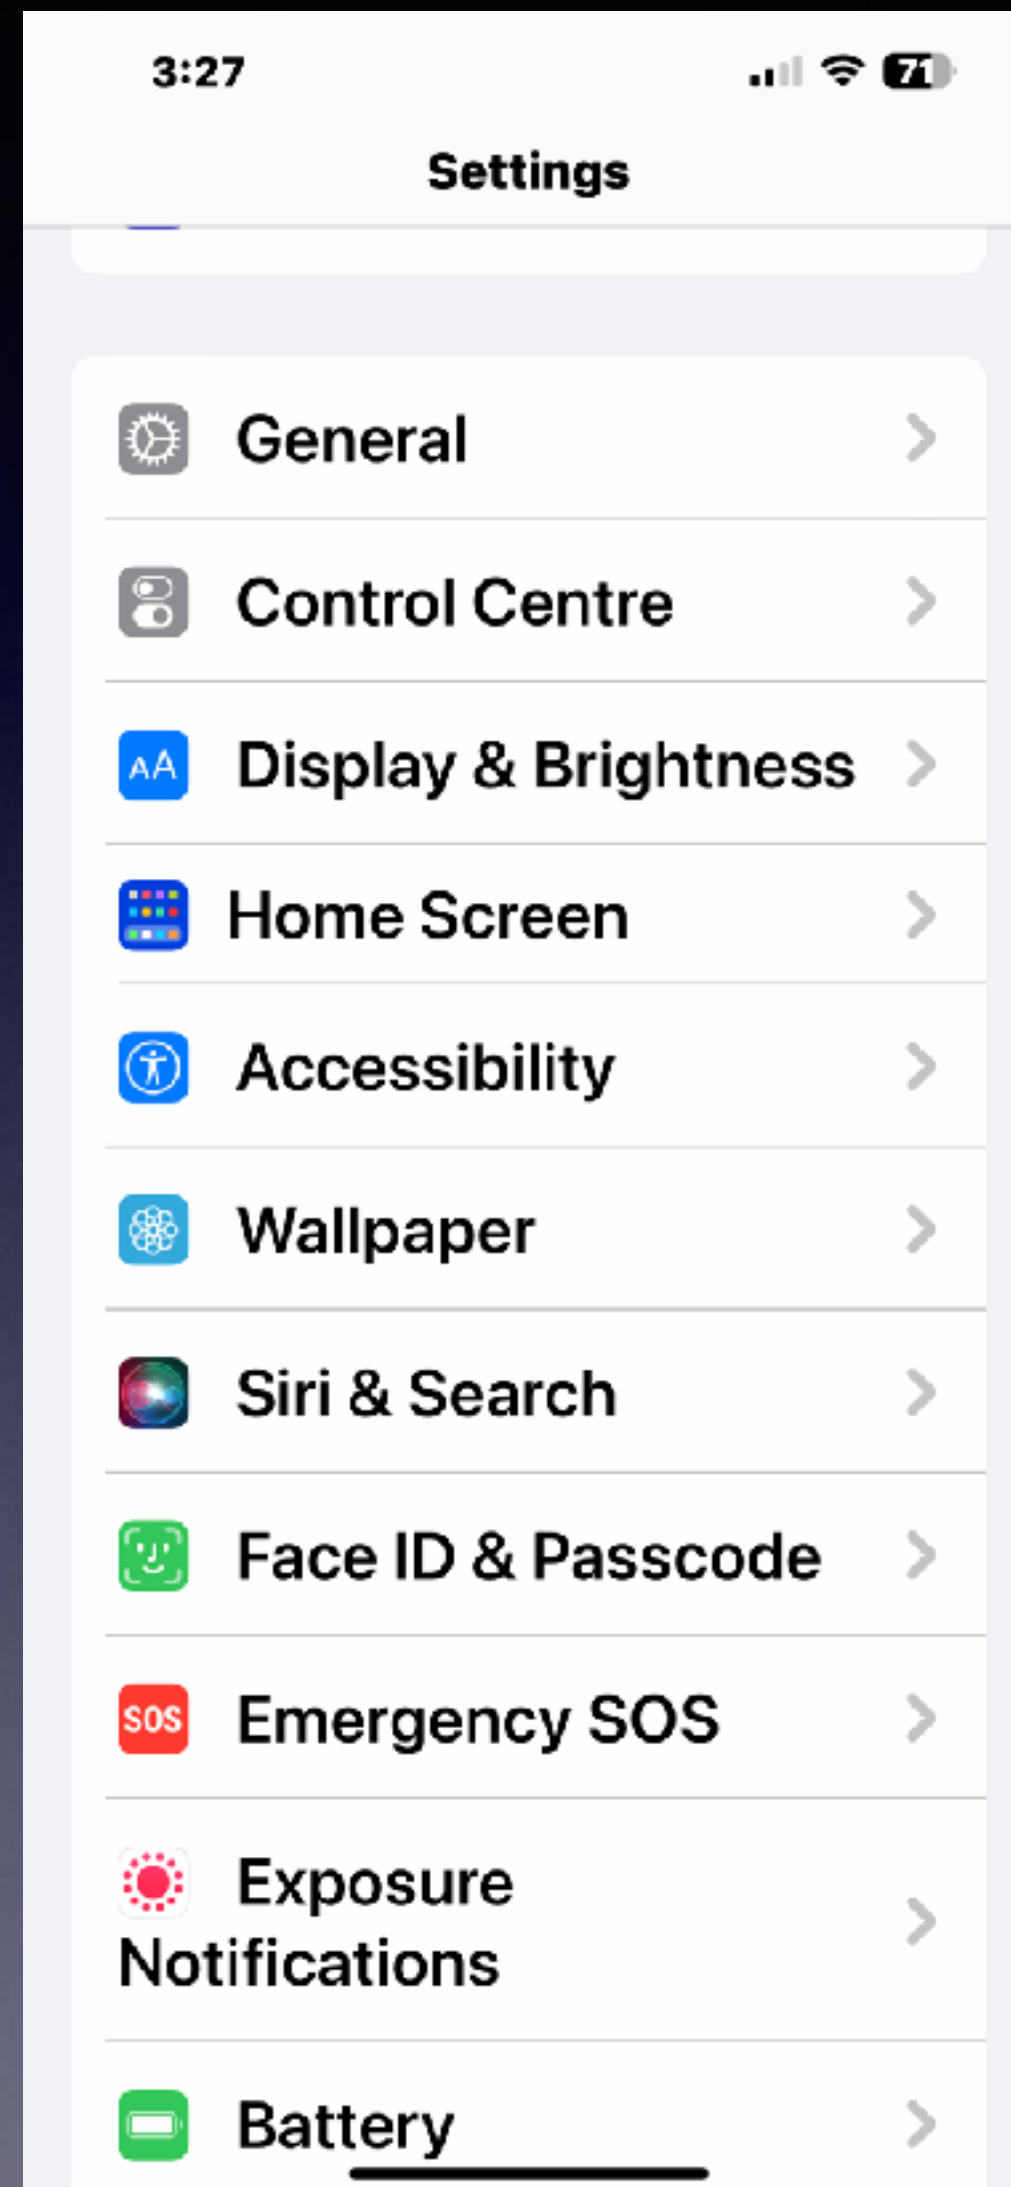 3:27
71
Settings
General
Control Centre
AA Display & Brightness
Home Screen
Accessibility
Wallpaper
Siri & Search
Face ID & Passcode
SOS Emergency SOS
Exposure
Notifications
Battery